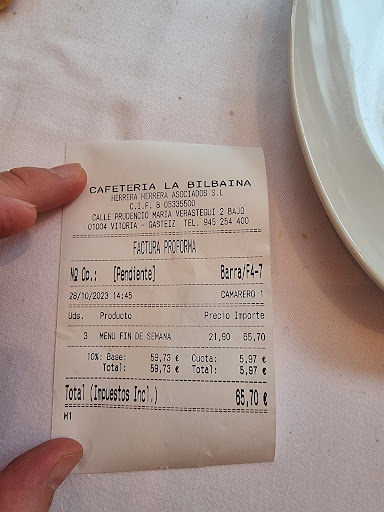 CAFETERIA LA BILBAINA
HERRERA HERRERA ASOCIADOS S.L
C.I.F. B 05335500
CALLE PRUDENCIO MARIA VERASTEGUI 2 BAJO
01004 VITORIA - GASTEIZ TEL. 945 254 400
FACTURA PROFORMA
Nº Op.: [Pendiente] Barra/F4-7
28/10/2023 14:45 CAMARERO 1
Uds. Producto Precio Importe
3 MENU FIN DE SEMANA 21,90 65,70
10%: Base: 59,73 € Cuota: 5,97 €
Total: 59,73 € Total: 5,97 €
Total (Impuestos Incl.) 65,70 €
M1